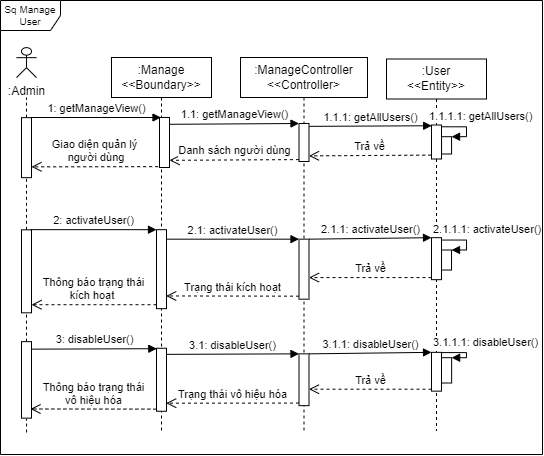 Sq Manage
User
:Admin
:Manage
<<Boundary>>
:ManageController
<<Controller>>
:User
<<Entity>>
1: getManageView()
1.1: getManageView()
1.1.1: getAllUsers()
1.1.1.1: getAllUsers()
Giao diện quản lý
người dùng
Danh sách người dùng
Trả về
2: activateUser()
2.1: activateUser()
2.1.1: activateUser()
2.1.1.1: activateUser()
Thông báo trạng thái
kích hoạt
Trạng thái kích hoạt
Trả về
3: disableUser()
3.1: disableUser()
3.1.1: disableUser()
3.1.1.1: disableUser()
Thông báo trạng thái
vô hiệu hóa
Trạng thái vô hiệu hóa
Trả về